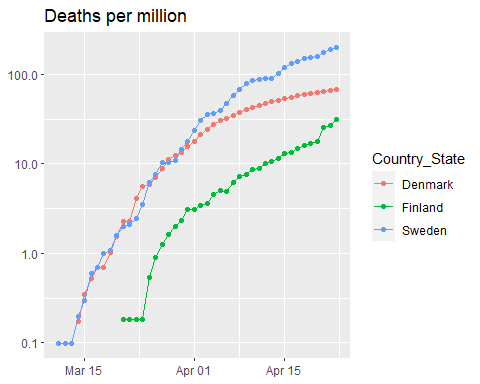 Deaths per million
100.0
10.0
1.0
0.1
Mar 15
Apr 01
Apr 15
Country_State
Denmark
Finland
Sweden